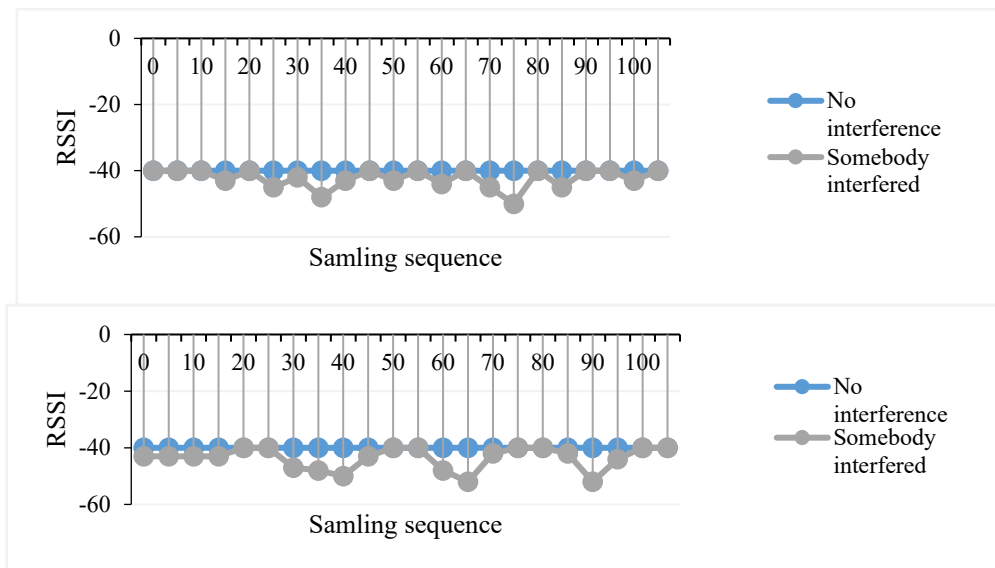 0
0 10 20 30 40 50 60 70 80 90 100
-20
-40
-60
RSSI
Samling sequence
No
interference
Somebody
interfered
0
0 10 20 30 40 50 60 70 80 90 100
-20
-40
-60
RSSI
Samling sequence
No
interference
Somebody
interfered